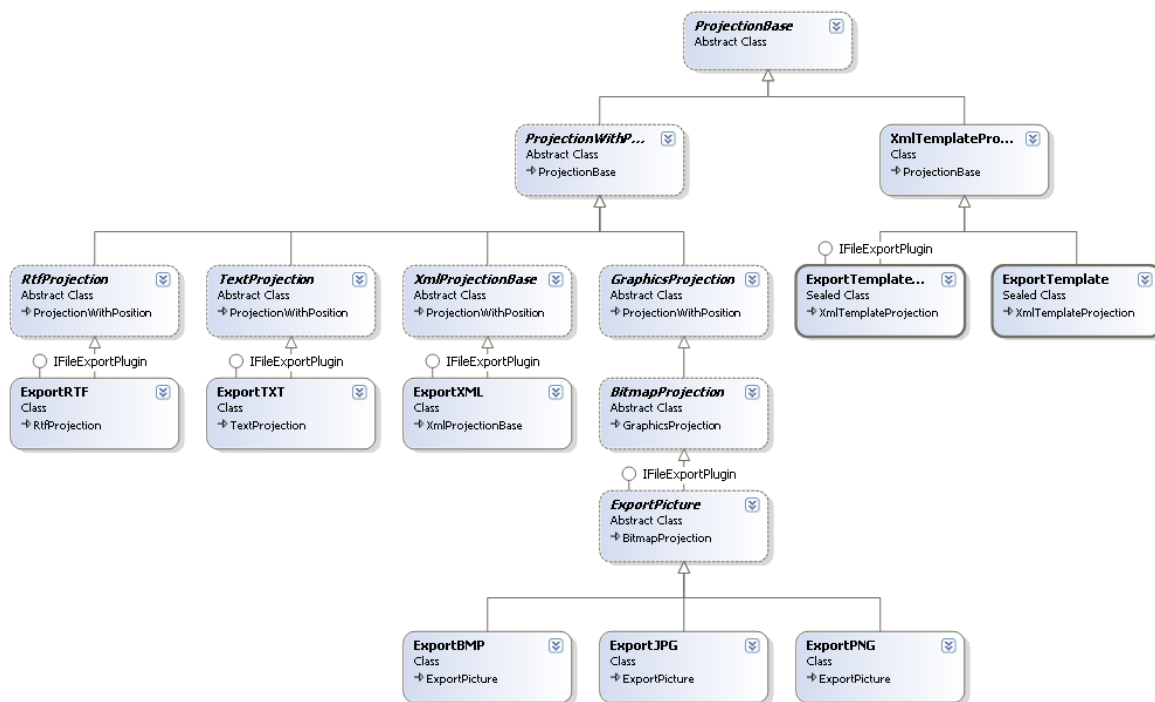 ProjectionBase
Abstract Class
ProjectionWithP...
Abstract Class
ProjectionBase
XmlTemplatePro...
Class
ProjectionBase
RtfProjection
Abstract Class
ProjectionWithPosition
TextProjection
Abstract Class
ProjectionWithPosition
XmlProjectionBase
Abstract Class
ProjectionWithPosition
GraphicsProjection
Abstract Class
ProjectionWithPosition
IFileExportPlugin
ExportTemplate...
Sealed Class
XmlTemplateProjection
ExportTemplate
Sealed Class
XmlTemplateProjection
IFileExportPlugin
ExportRTF
Class
RtfProjection
IFileExportPlugin
ExportTXT
Class
TextProjection
IFileExportPlugin
ExportXML
Class
XmlProjectionBase
BitmapProjection
Abstract Class
GraphicsProjection
IFileExportPlugin
ExportPicture
Abstract Class
BitmapProjection
ExportBMP
Class
ExportPicture
ExportJPG
Class
ExportPicture
ExportPNG
Class
ExportPicture